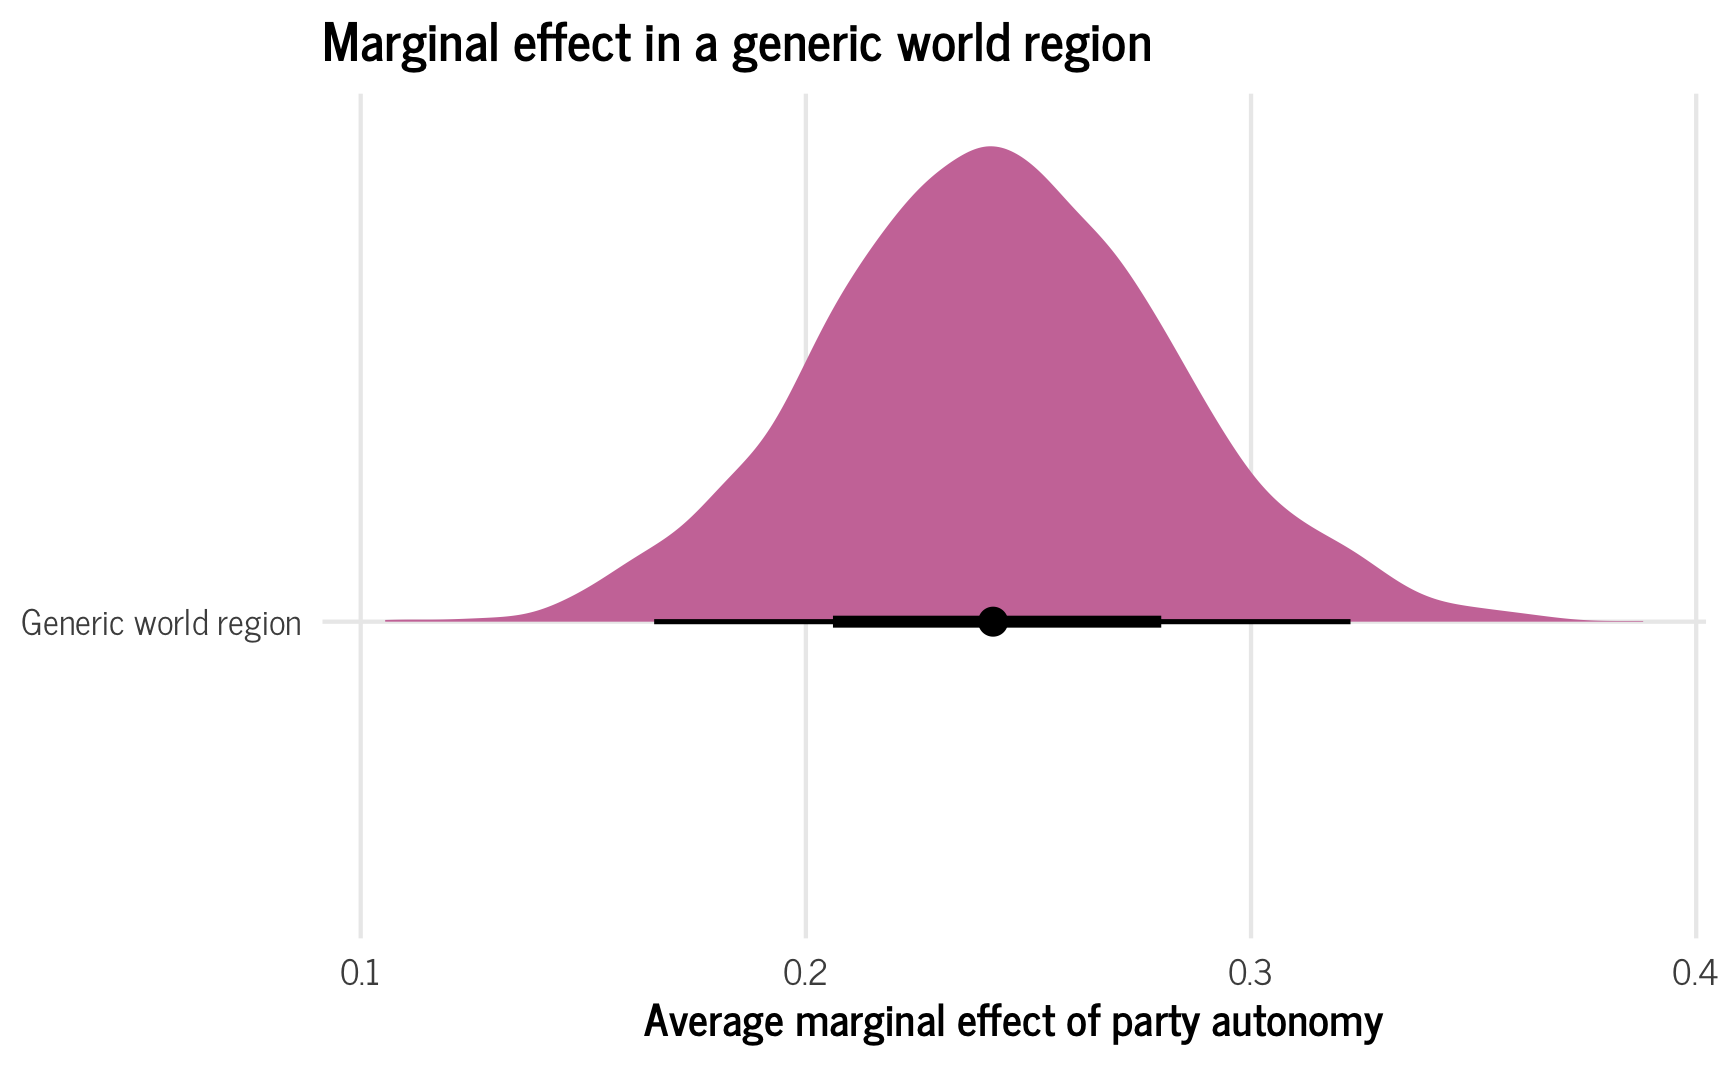 Marginal effect in a generic world region
Generic world region
0.1
0.2
0.3
0.4
Average marginal effect of party autonomy